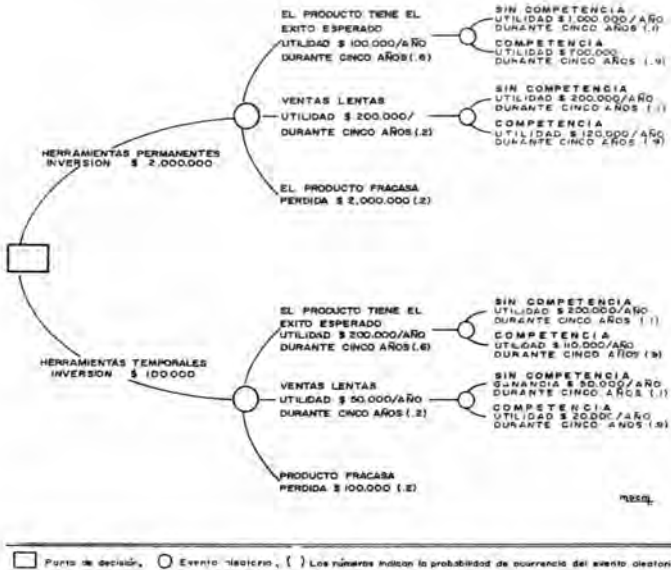 EL PRODUCTO TIENE EL
EXITO ESPERADO
UTILIDAD $ 100.000/AÑO
DURANTE CINCO AÑOS (.6)
SIN COMPETENCIA
UTILIDAD $ 1.000.000/AÑO
DURANTE CINCO AÑOS (.1)
COMPETENCIA
UTILIDAD $ 700.000
DURANTE CINCO AÑOS (.9)
VENTAS LENTAS
UTILIDAD $ 200.000/
DURANTE CINCO AÑOS (.2)
SIN COMPETENCIA
UTILIDAD $ 200.000/AÑO
DURANTE CINCO AÑOS (.1)
COMPETENCIA
UTILIDAD $ 120.000/AÑO
DURANTE CINCO AÑOS (.9)
HERRAMIENTAS PERMANENTES
INVERSION $ 2.000.000
EL PRODUCTO FRACASA
PERDIDA $ 2.000.000 (.2)
EL PRODUCTO TIENE EL
EXITO ESPERADO
UTILIDAD $ 200.000/AÑO
DURANTE CINCO AÑOS (.6)
SIN COMPETENCIA
UTILIDAD $ 200.000/AÑO
DURANTE CINCO AÑOS (.1)
COMPETENCIA
UTILIDAD $ 110.000/AÑO
DURANTE CINCO AÑOS (.9)
HERRAMIENTAS TEMPORALES
INVERSION $ 100.000
VENTAS LENTAS
UTILIDAD $ 50.000/AÑO
DURANTE CINCO AÑOS (.2)
SIN COMPETENCIA
GANANCIA $ 50.000/AÑO
DURANTE CINCO AÑOS (.1)
COMPETENCIA
UTILIDAD $ 20.000/AÑO
DURANTE CINCO AÑOS (.9)
PRODUCTO FRACASA
PERDIDA $ 100.000 (.2)
Punto de decisión, Evento aleatorio, ( ) Los números indican la probabilidad de ocurrencia del evento